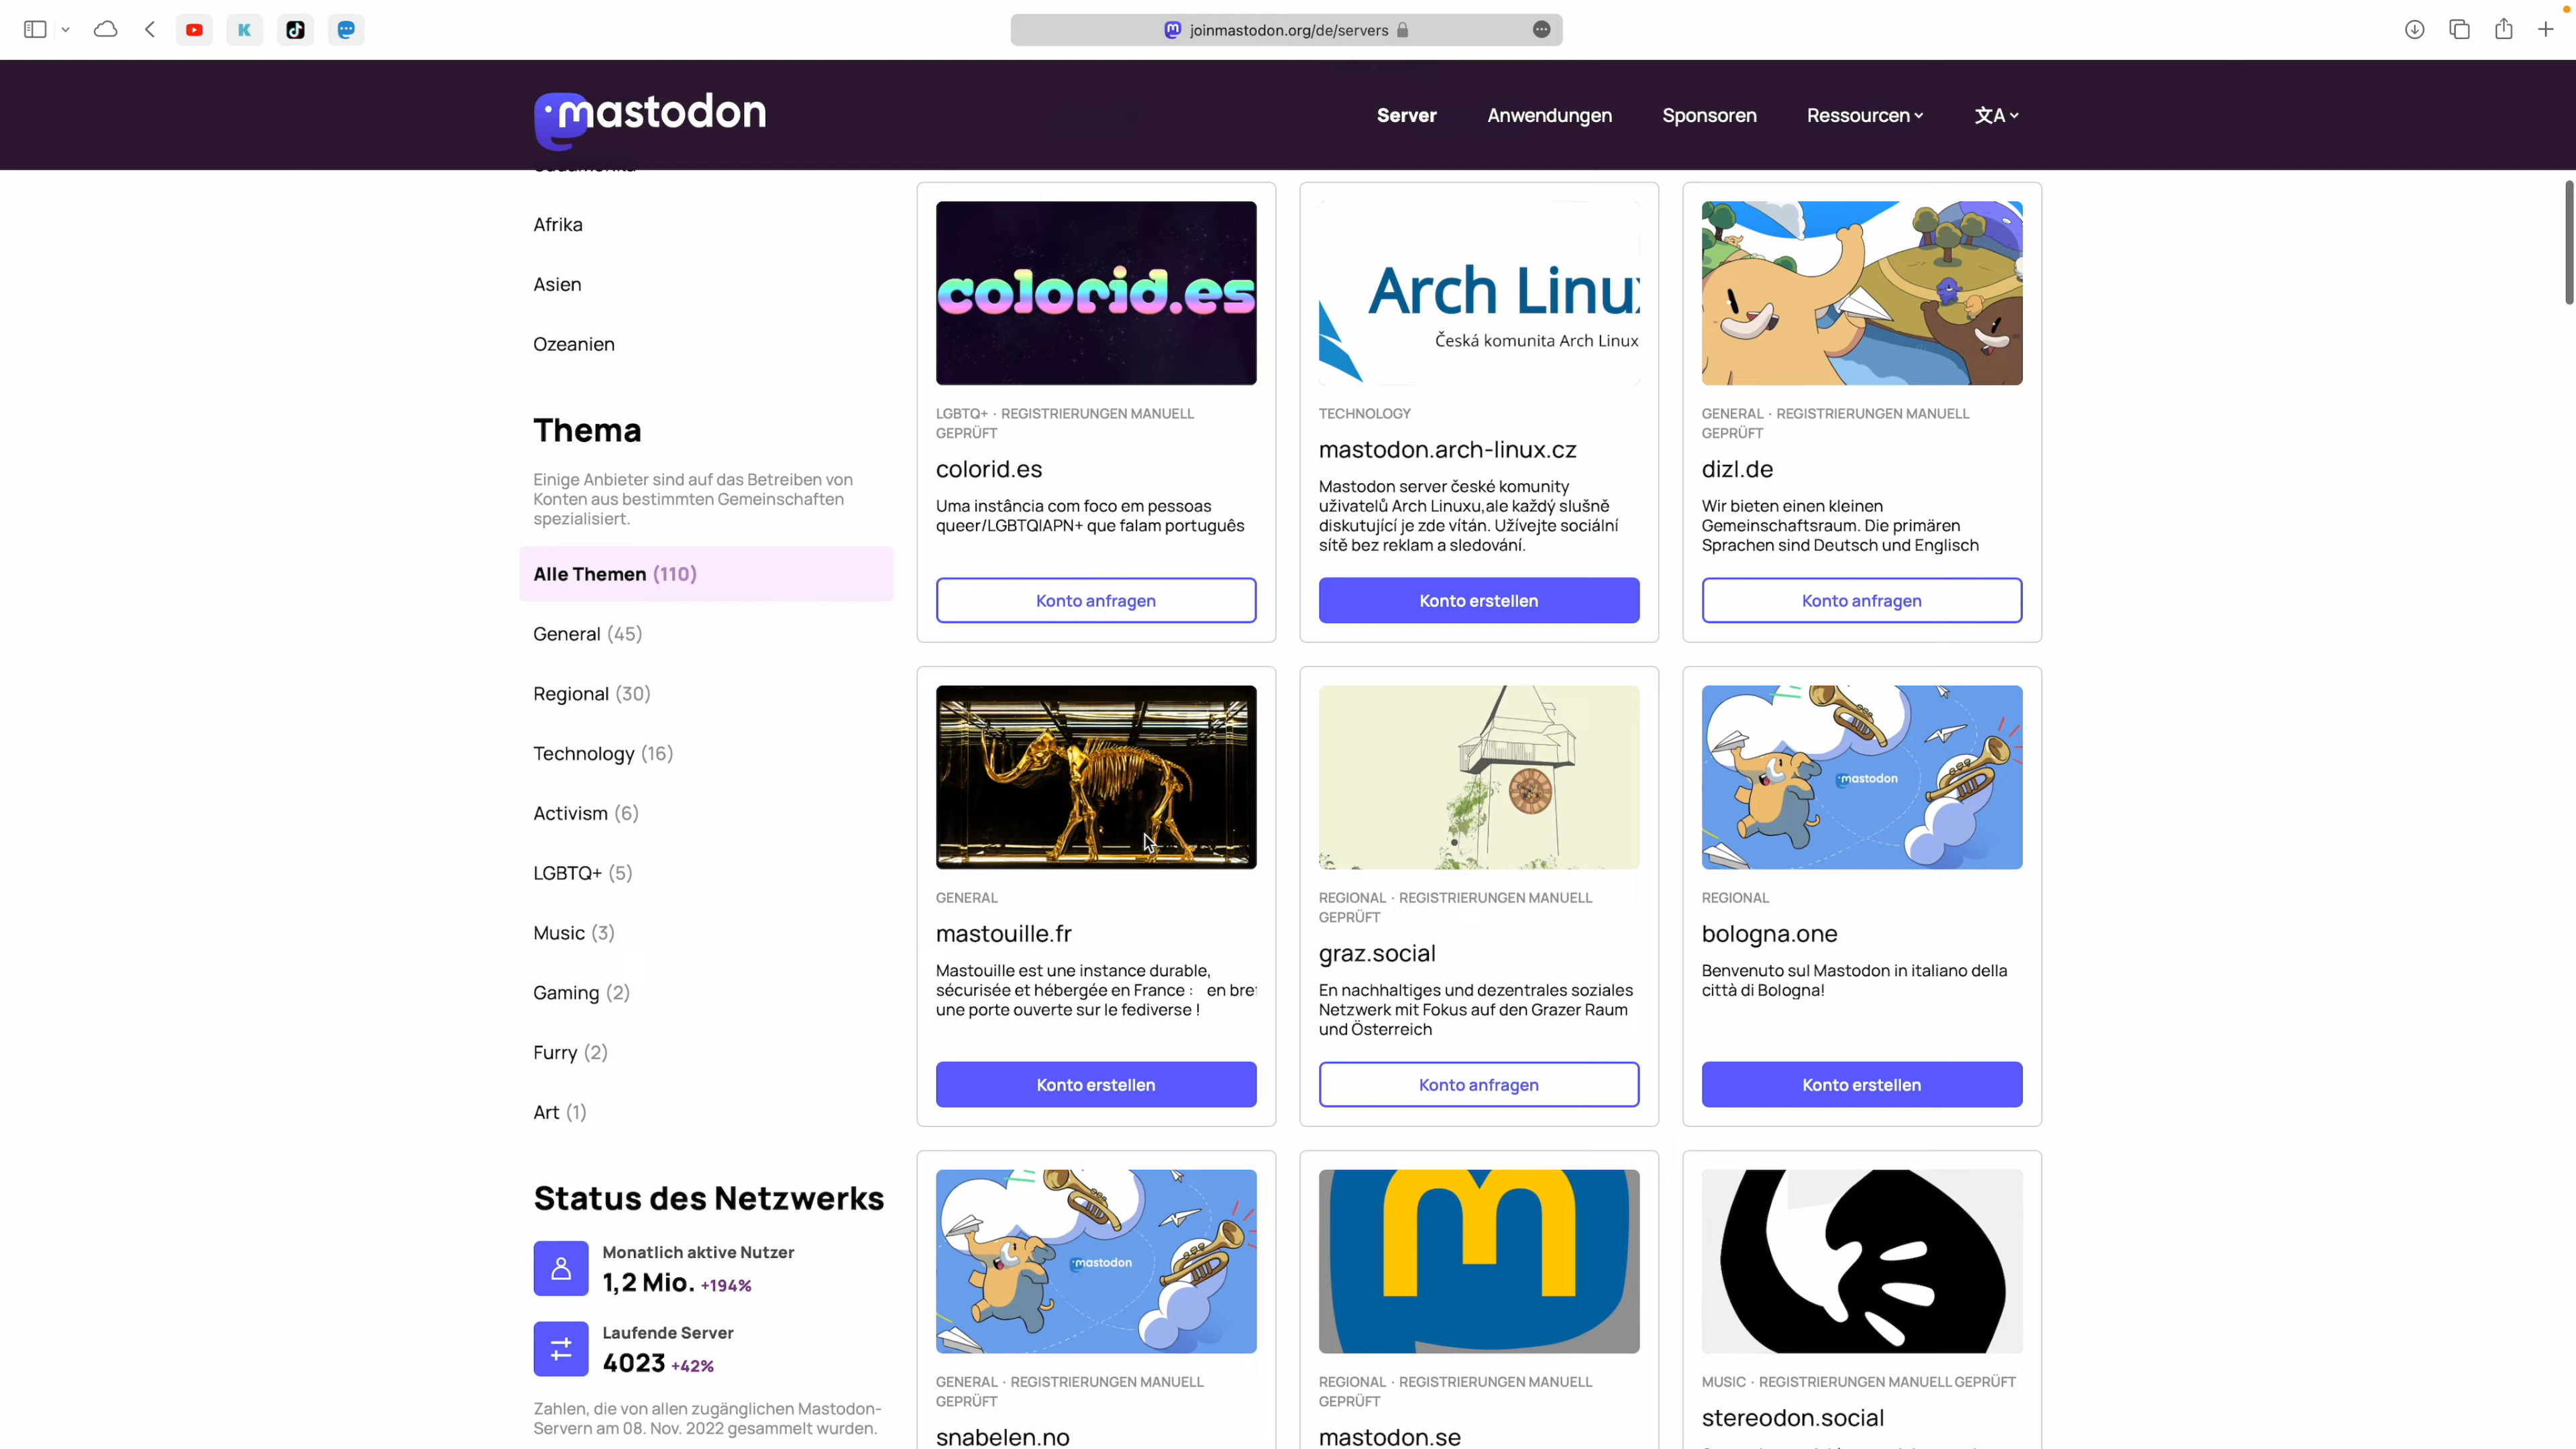 joinmastodon.org/de/servers
mastodon
Server
Anwendungen
Sponsoren
Ressourcen
文A
Afrika
Asien
Ozeanien
Thema
Einige Anbieter sind auf das Betreiben von
Konten aus bestimmten Gemeinschaften
spezialisiert.
Alle Themen (110)
General (45)
Regional (30)
Technology (16)
Activism (6)
LGBTQ+ (5)
Music (3)
Gaming (2)
Furry (2)
Art (1)
Status des Netzwerks
Monatlich aktive Nutzer
1,2 Mio. +194%
Laufende Server
4023 +42%
Zahlen, die von allen zugänglichen Mastodon-
Servern am 08. Nov. 2022 gesammelt wurden.
colorid.es
LGBTQ+ · REGISTRIERUNGEN MANUELL
GEPRÜFT
colorid.es
Uma instância com foco em pessoas
queer/LGBTQIAPN+ que falam português
Konto anfragen
Arch Linu
Česká komunita Arch Linux
TECHNOLOGY
mastodon.arch-linux.cz
Mastodon server české komunity
uživatelů Arch Linuxu,ale každý slušně
diskutující je zde vítán. Užívejte sociální
sítě bez reklam a sledování.
Konto erstellen
GENERAL · REGISTRIERUNGEN MANUELL
GEPRÜFT
dizl.de
Wir bieten einen kleinen
Gemeinschaftsraum. Die primären
Sprachen sind Deutsch und Englisch
Konto anfragen
GENERAL
mastouille.fr
Mastouille est une instance durable,
sécurisée et hébergée en France : en bref
une porte ouverte sur le fediverse !
Konto erstellen
REGIONAL · REGISTRIERUNGEN MANUELL
GEPRÜFT
graz.social
En nachhaltiges und dezentrales soziales
Netzwerk mit Fokus auf den Grazer Raum
und Österreich
Konto anfragen
mastodon
REGIONAL
bologna.one
Benvenuto sul Mastodon in italiano della
città di Bologna!
Konto erstellen
mastodon
GENERAL · REGISTRIERUNGEN MANUELL
GEPRÜFT
snabelen.no
m
REGIONAL · REGISTRIERUNGEN MANUELL
GEPRÜFT
mastodon.se
MUSIC · REGISTRIERUNGEN MANUELL GEPRÜFT
stereodon.social